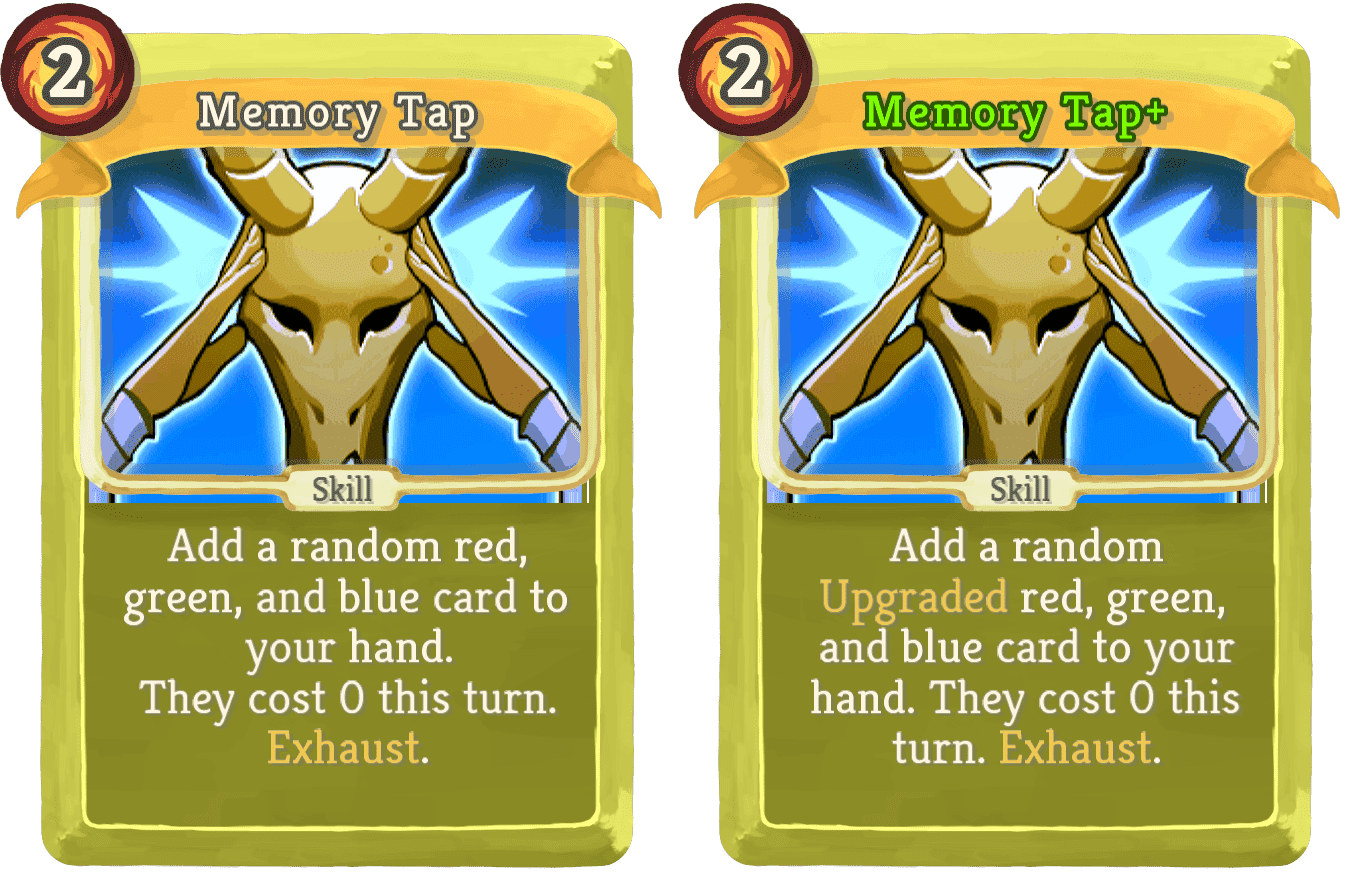 2
Memory Tap
Skill
Add a random red,
green, and blue card to
your hand.
They cost 0 this turn.
Exhaust.
2
Memory Tap+
Skill
Add a random
Upgraded red, green,
and blue card to your
hand. They cost 0 this
turn. Exhaust.